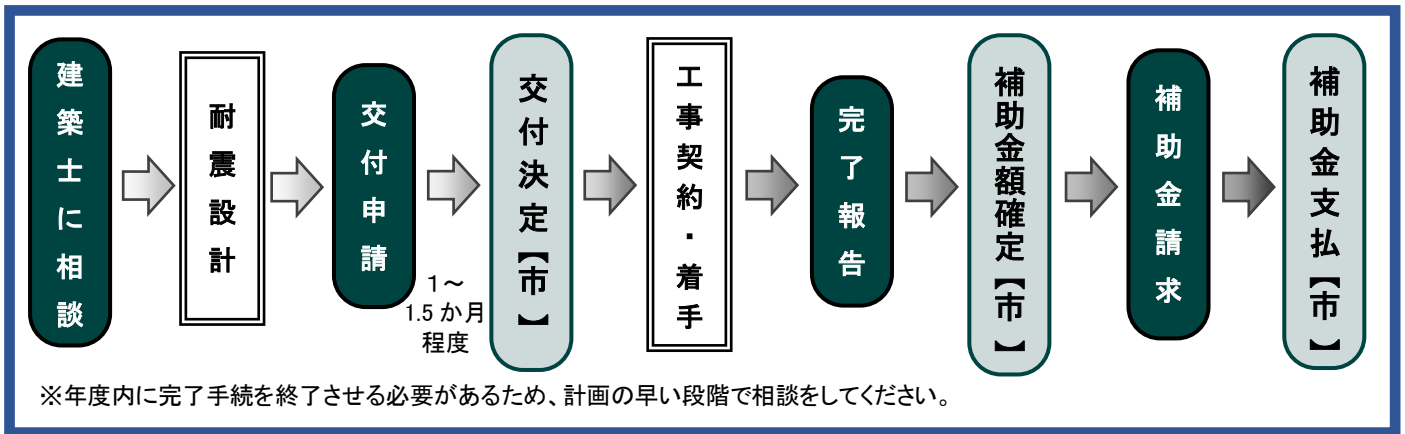 建築士に相談
耐震設計
交付申請
1～
1.5か月
程度
交付決定【市】
工事契約・着手
完了報告
補助金額確定【市】
補助金請求
補助金支払【市】
※年度内に完了手続を終了させる必要があるため、計画の早い段階で相談をしてください。